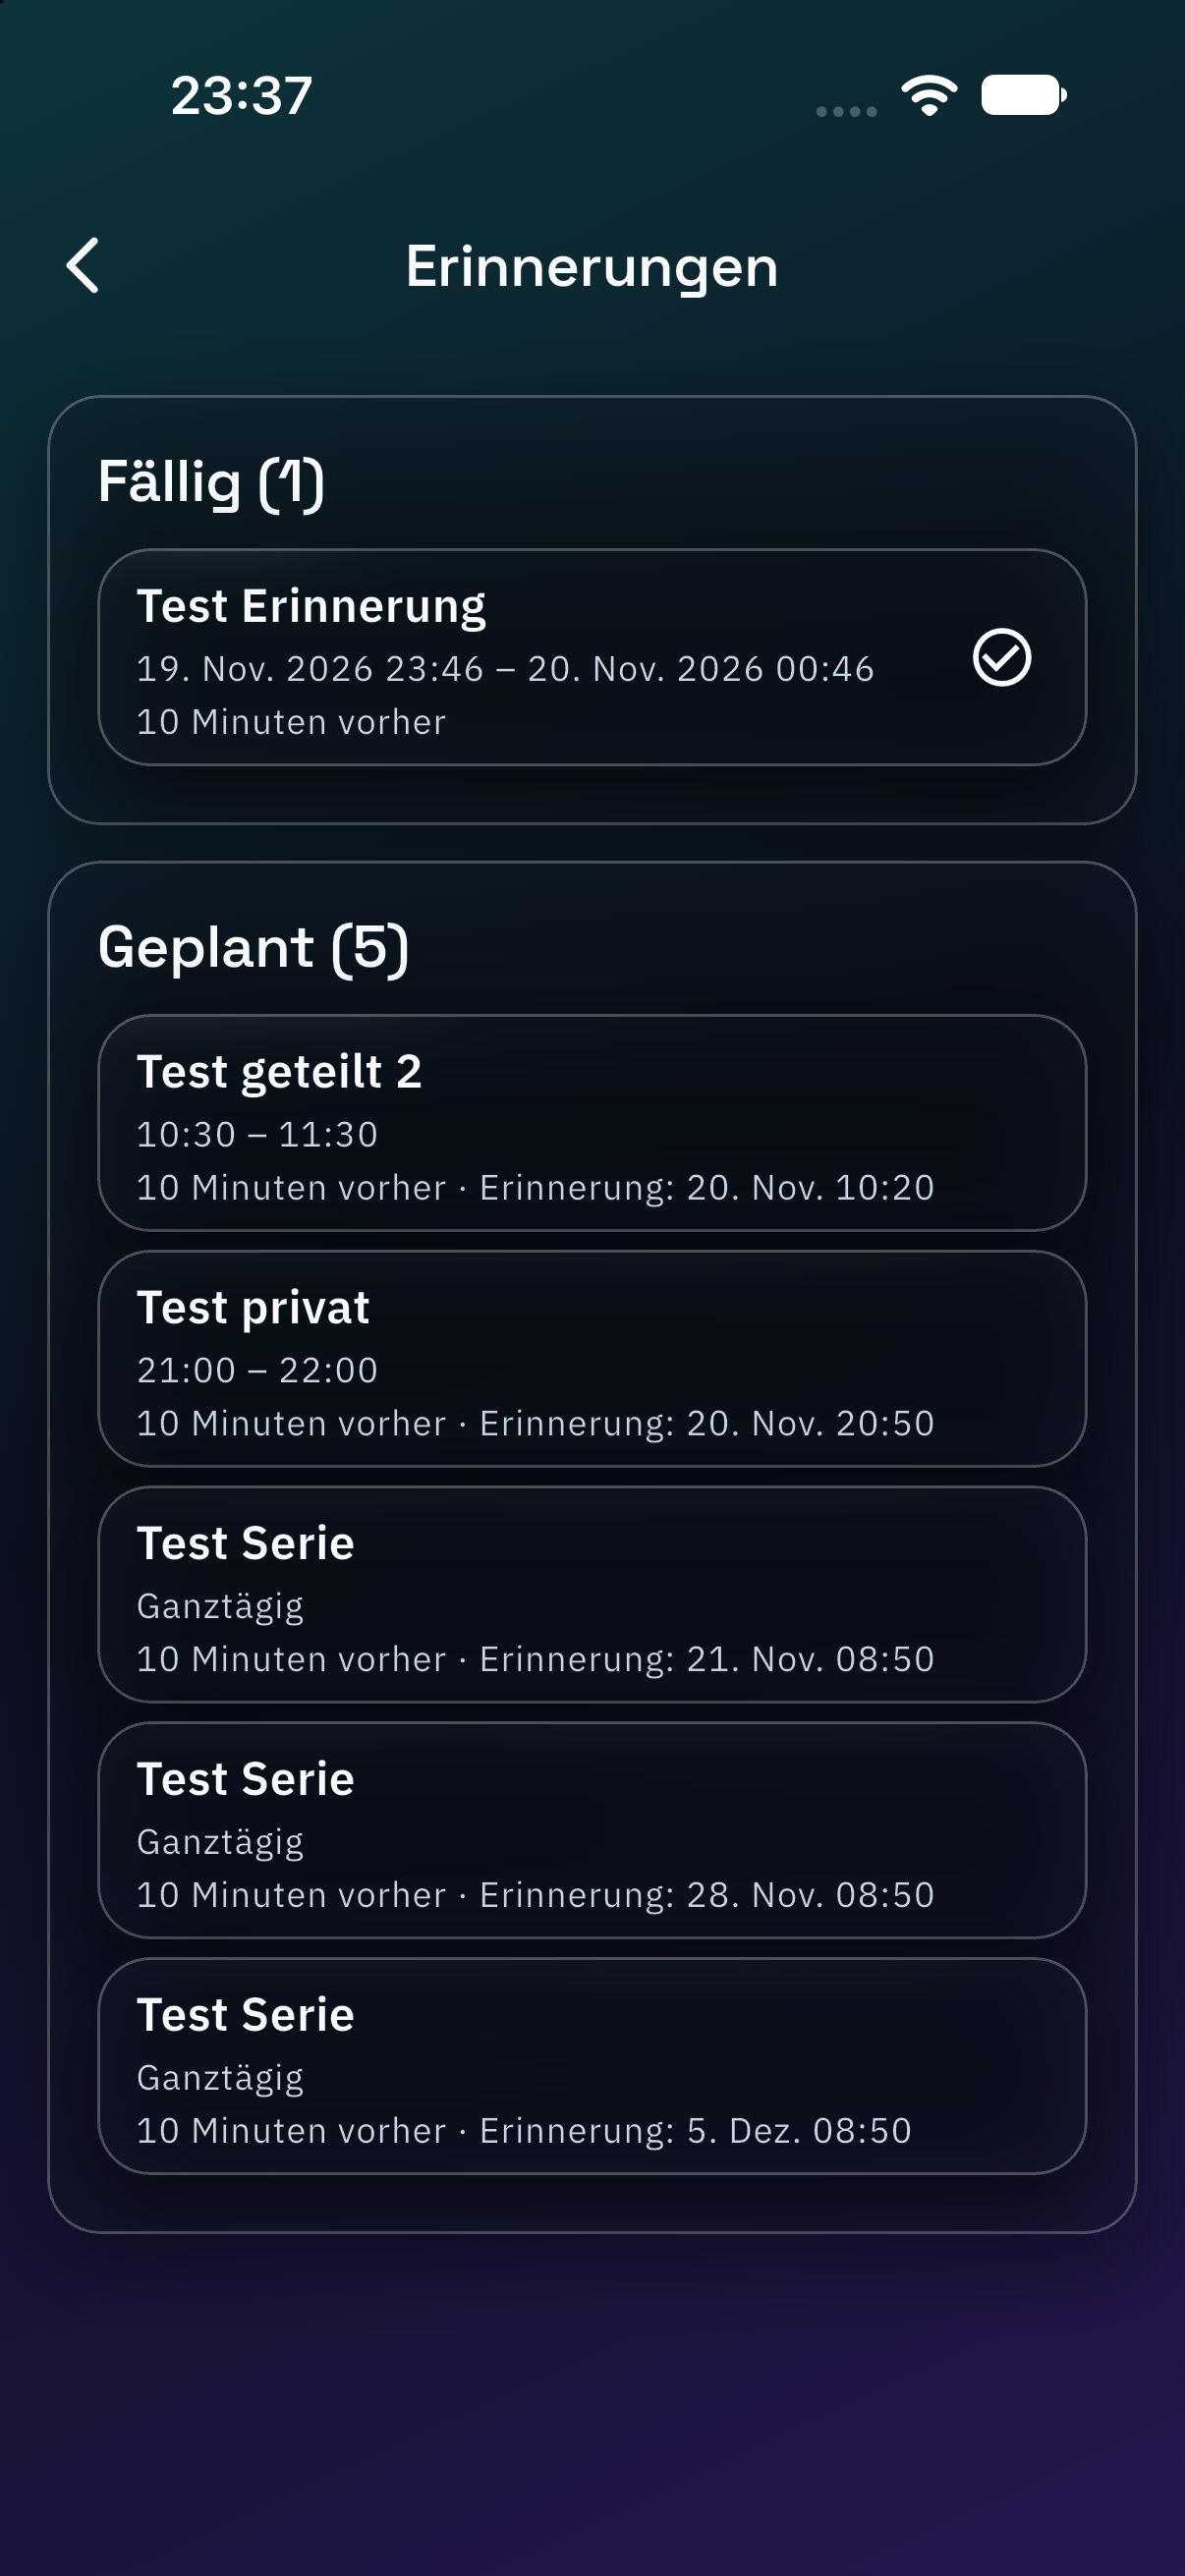 23:37
Erinnerungen
Fällig (1)
Test Erinnerung
19. Nov. 2026 23:46 – 20. Nov. 2026 00:46
10 Minuten vorher
Geplant (5)
Test geteilt 2
10:30 – 11:30
10 Minuten vorher · Erinnerung: 20. Nov. 10:20
Test privat
21:00 – 22:00
10 Minuten vorher · Erinnerung: 20. Nov. 20:50
Test Serie
Ganztägig
10 Minuten vorher · Erinnerung: 21. Nov. 08:50
Test Serie
Ganztägig
10 Minuten vorher · Erinnerung: 28. Nov. 08:50
Test Serie
Ganztägig
10 Minuten vorher · Erinnerung: 5. Dez. 08:50